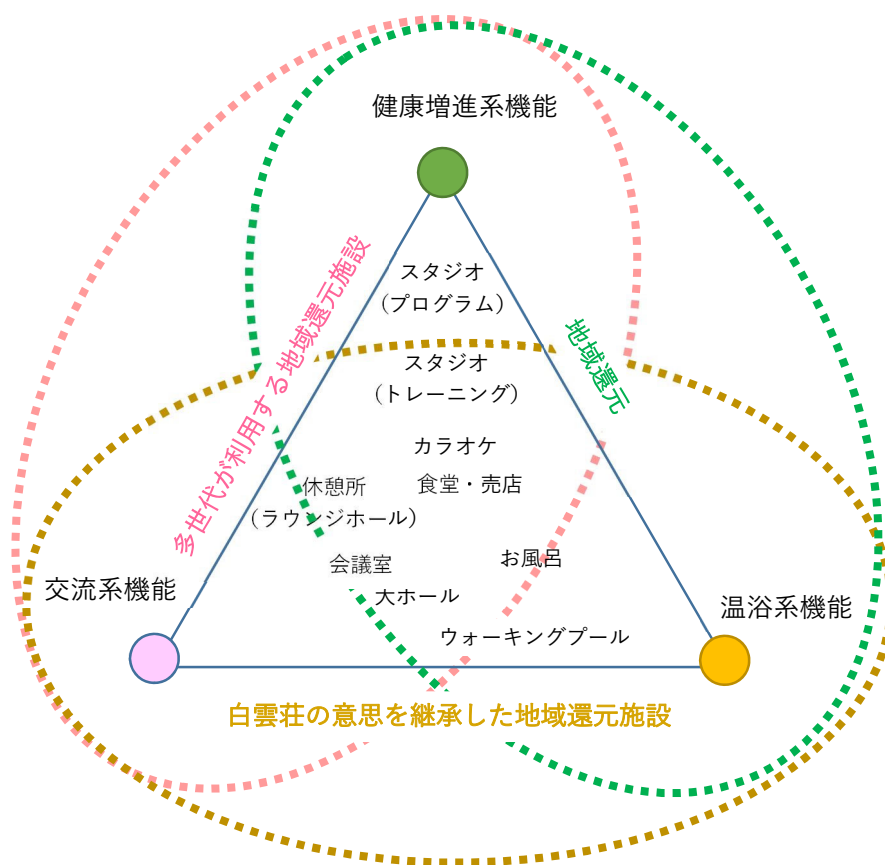 健康増進系機能
スタジオ
(プログラム)
多世代が利用する地域還元施設
地域還元
スタジオ
(トレーニング)
カラオケ
休憩所
(ラウンジホール)
食堂・売店
会議室
お風呂
大ホール
交流系機能
温浴系機能
ウォーキングプール
白雲荘の意思を継承した地域還元施設